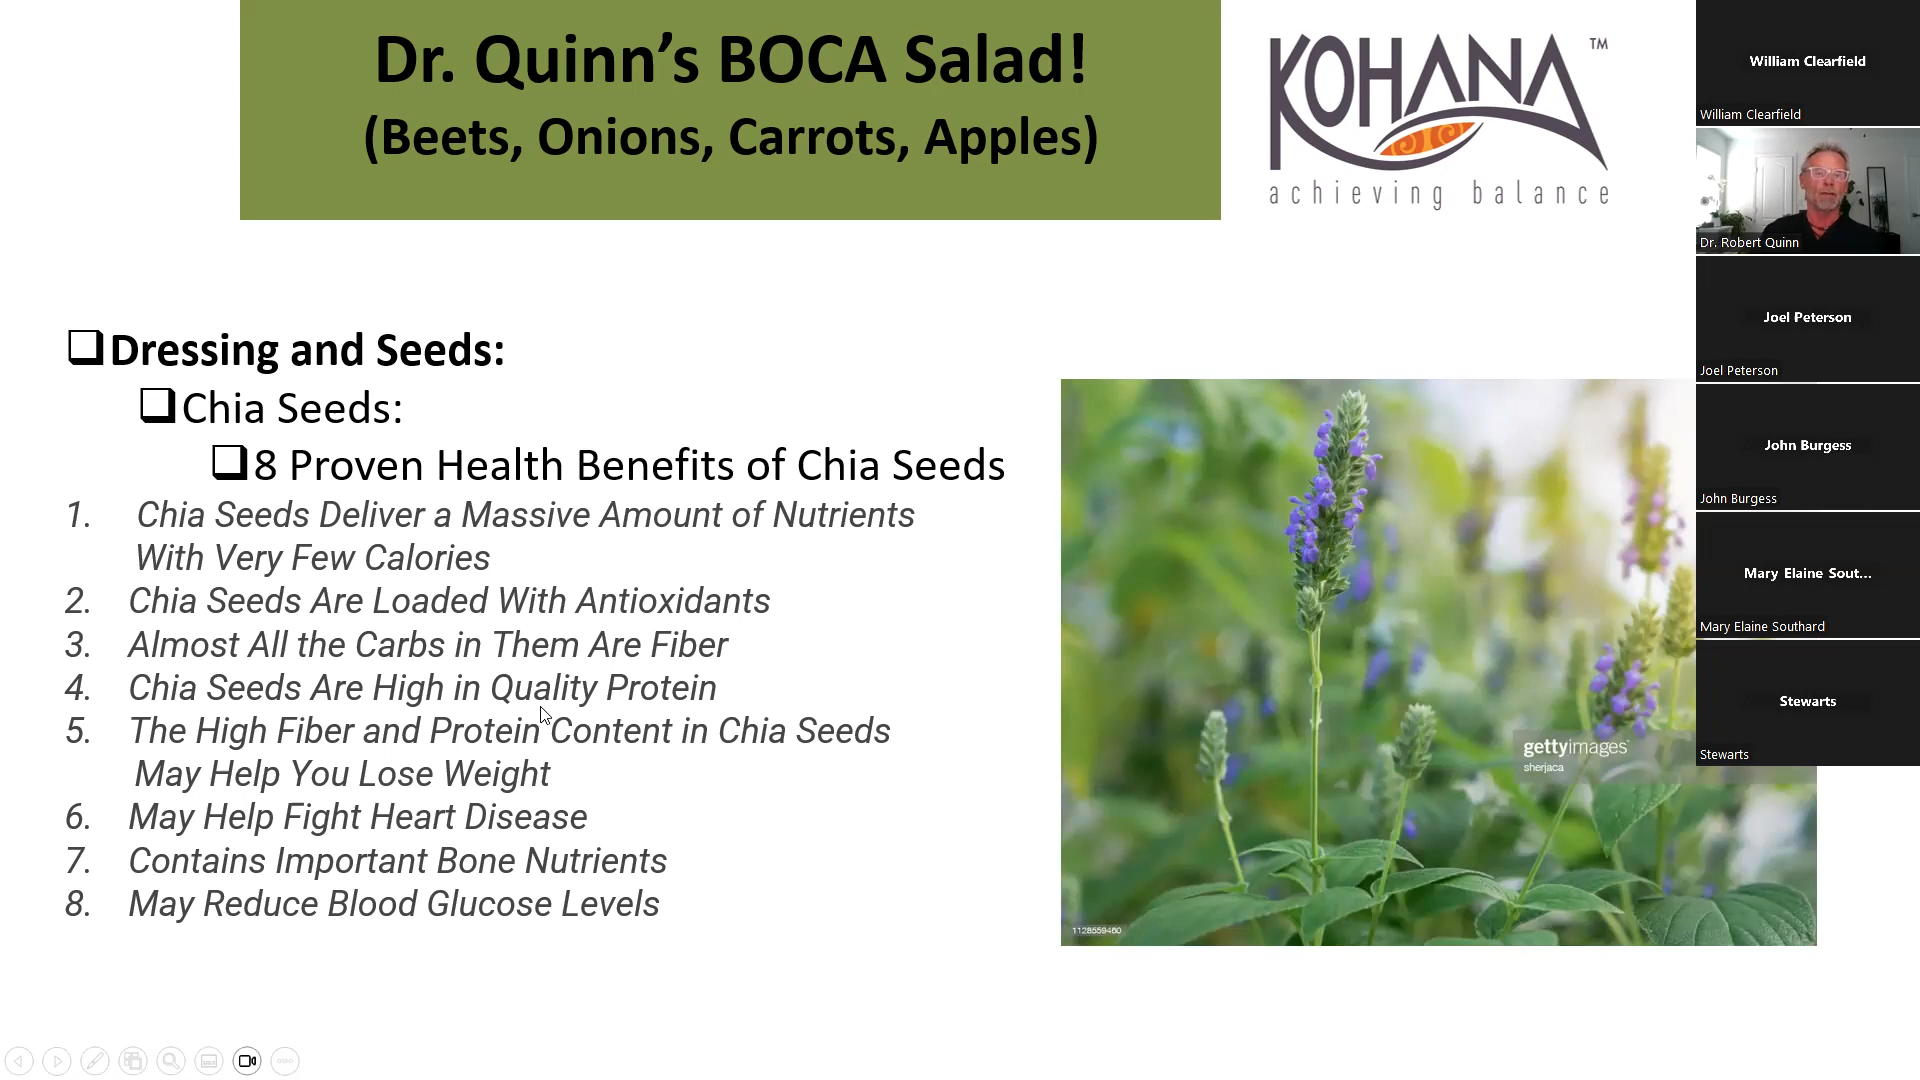 Dr. Quinn’s BOCA Salad!
(Beets, Onions, Carrots, Apples)
KOHANA ™
achieving balance
Dressing and Seeds:
Chia Seeds:
8 Proven Health Benefits of Chia Seeds
1. Chia Seeds Deliver a Massive Amount of Nutrients
With Very Few Calories
2. Chia Seeds Are Loaded With Antioxidants
3. Almost All the Carbs in Them Are Fiber
4. Chia Seeds Are High in Quality Protein
5. The High Fiber and Protein Content in Chia Seeds
May Help You Lose Weight
6. May Help Fight Heart Disease
7. Contains Important Bone Nutrients
8. May Reduce Blood Glucose Levels
gettyimages®
sherjaca
1128559460
William Clearfield
William Clearfield
Dr. Robert Quinn
Joel Peterson
Joel Peterson
John Burgess
John Burgess
Mary Elaine Sout...
Mary Elaine Southard
Stewarts
Stewarts